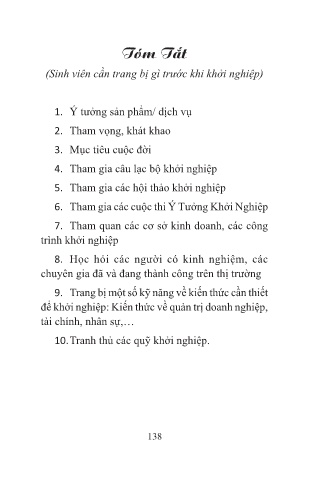 Tóm Tắt
(Sinh viên cần trang bị gì trước khi khởi nghiệp)
1. Ý tưởng sản phẩm/ dịch vụ
2. Tham vọng, khát khao
3. Mục tiêu cuộc đời
4. Tham gia câu lạc bộ khởi nghiệp
5. Tham gia các hội thảo khởi nghiệp
6. Tham gia các cuộc thi Ý Tưởng Khởi Nghiệp
7. Tham quan các cơ sở kinh doanh, các công
trình khởi nghiệp
8. Học hỏi các người có kinh nghiệm, các
chuyên gia đã và đang thành công trên thị trường
9. Trang bị một số kỹ năng về kiến thức cần thiết
để khởi nghiệp: Kiến thức về quản trị doanh nghiệp,
tài chính, nhân sự,…
10. Tranh thủ các quỹ khởi nghiệp.
138